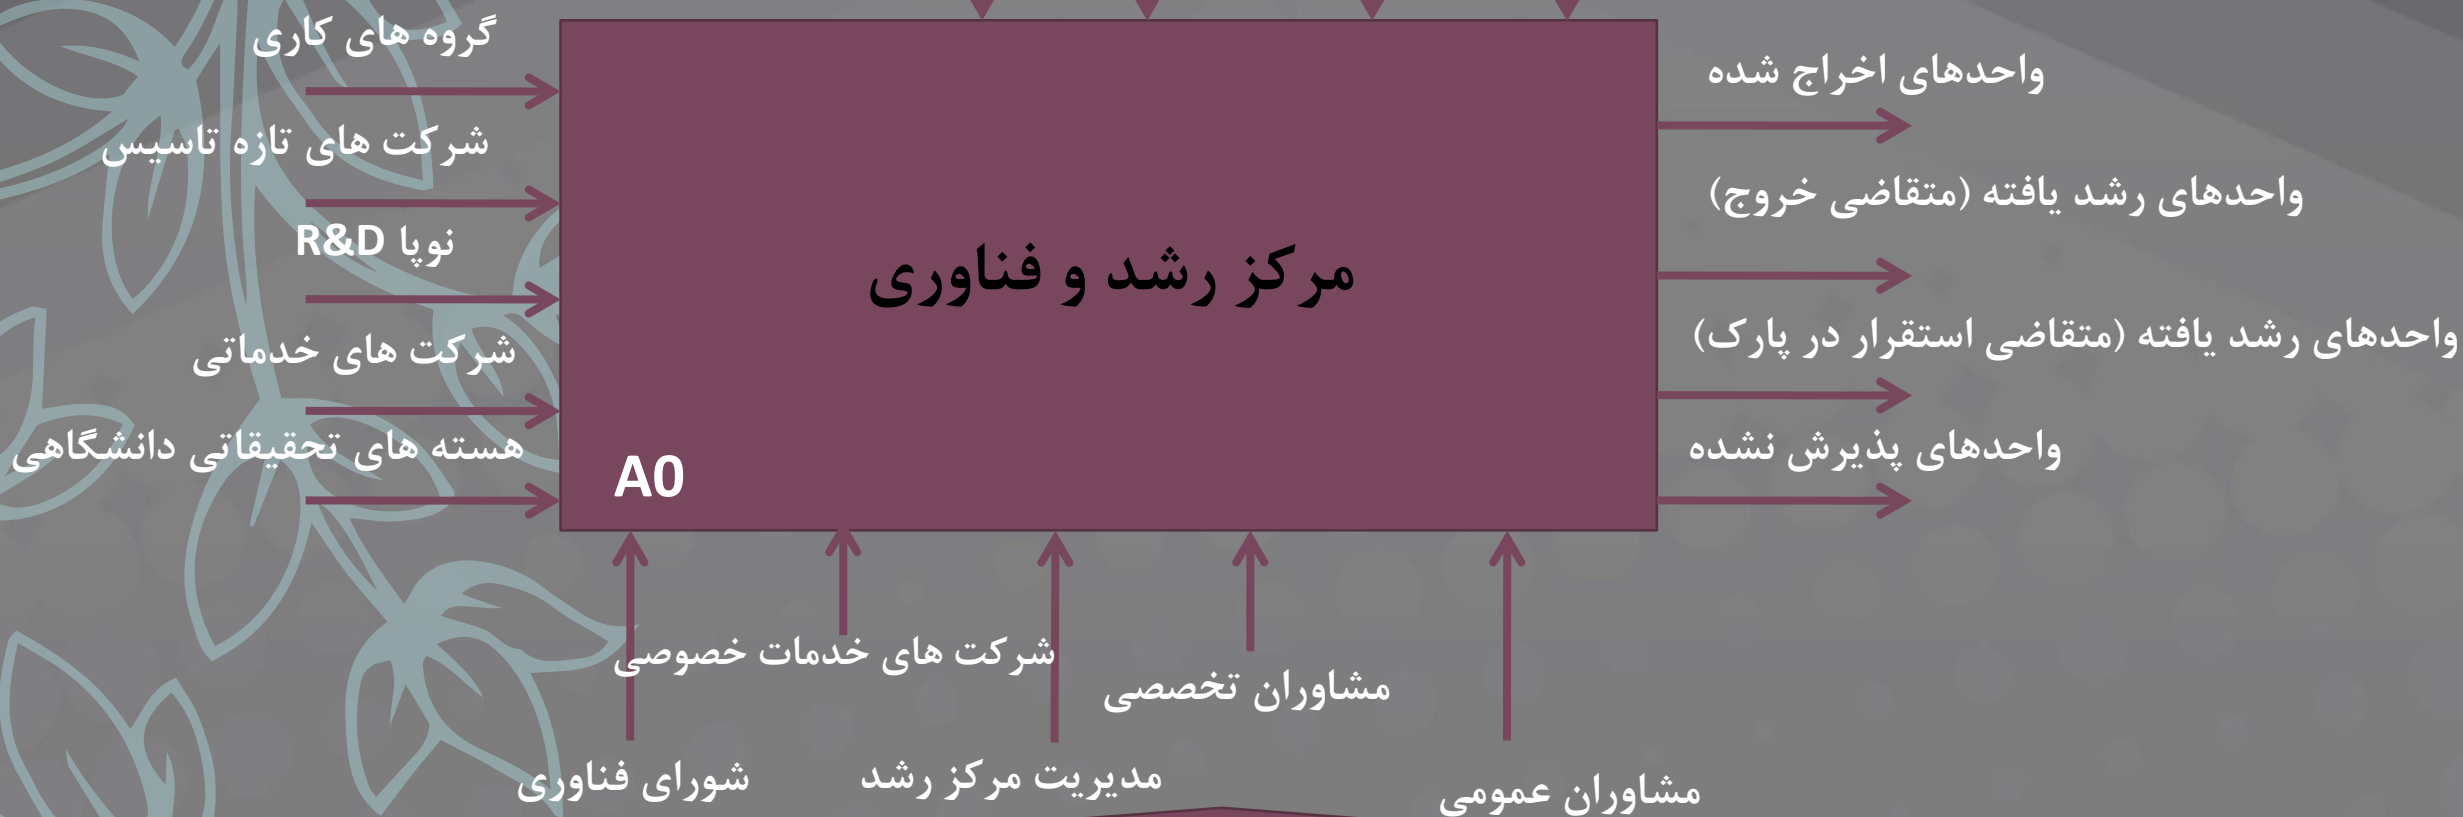 گروه های کاری
شرکت های تازه تاسیس
نوپا R&D
شرکت های خدماتی
هسته های تحقیقاتی دانشگاهی
مرکز رشد و فناوری
A0
واحدهای اخراج شده
واحدهای رشد یافته (متقاضی خروج)
واحدهای رشد یافته (متقاضی استقرار در پارک)
واحدهای پذیرش نشده
شرکت های خدمات خصوصی
مشاوران تخصصی
شورای فناوری
مدیریت مرکز رشد
مشاوران عمومی